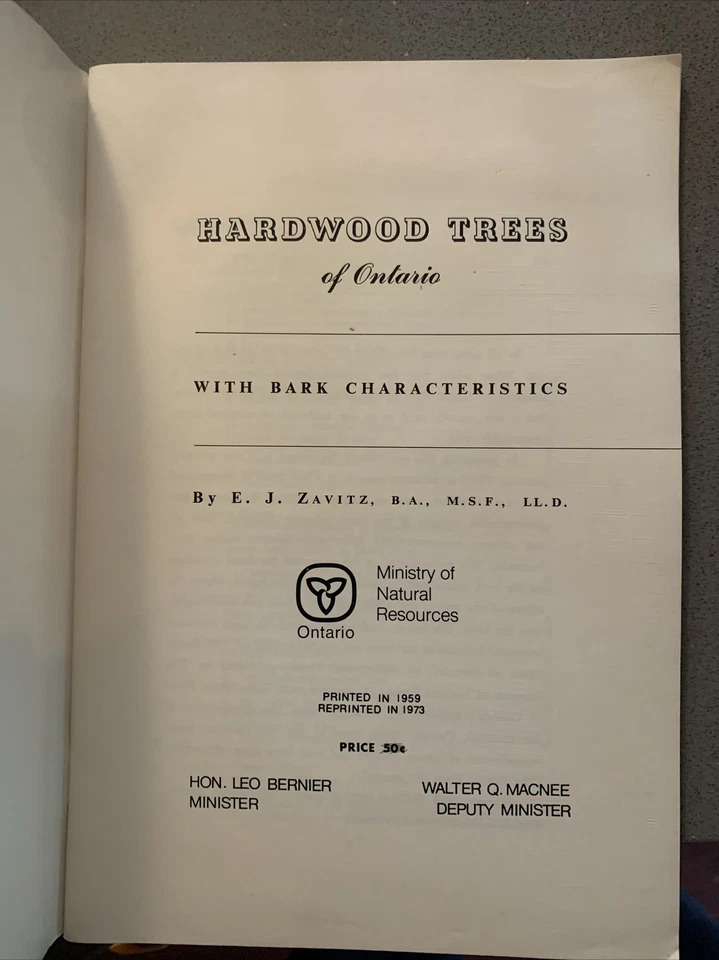 HARDWOOD TREES
of Ontario
WITH BARK CHARACTERISTICS
By E. J. ZAVITZ, B.A., M.S.F., LL.D.
Ministry of
Natural
Resources
Ontario
PRINTED IN 1959
REPRINTED IN 1973
PRICE 50¢
HON. LEO BERNIER
MINISTER
WALTER Q. MACNEE
DEPUTY MINISTER